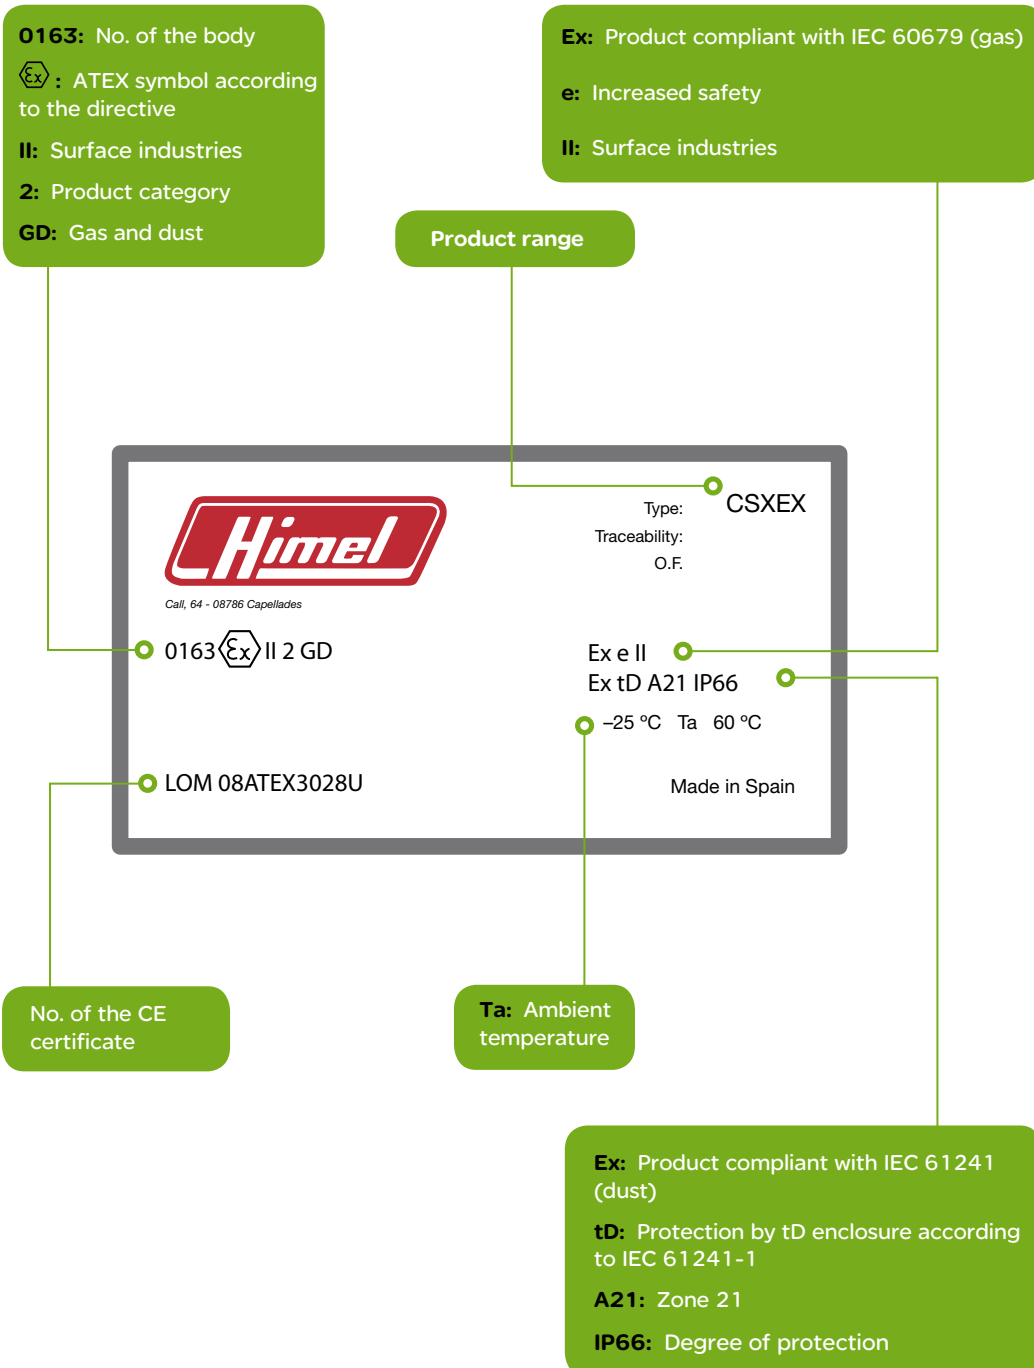 0163: No. of the body
Ex : ATEX symbol according
to the directive
II: Surface industries
2: Product category
GD: Gas and dust
Ex: Product compliant with IEC 60679 (gas)
e: Increased safety
II: Surface industries
Product range
Himel
Call, 64 - 08786 Capellades
Type: CSXEX
Traceability:
O.F.
0163 Ex II 2 GD
Ex e II
Ex tD A21 IP66
–25 ºC Ta 60 ºC
LOM 08ATEX3028U
Made in Spain
No. of the CE
certificate
Ta: Ambient
temperature
Ex: Product compliant with IEC 61241
(dust)
tD: Protection by tD enclosure according
to IEC 61241-1
A21: Zone 21
IP66: Degree of protection